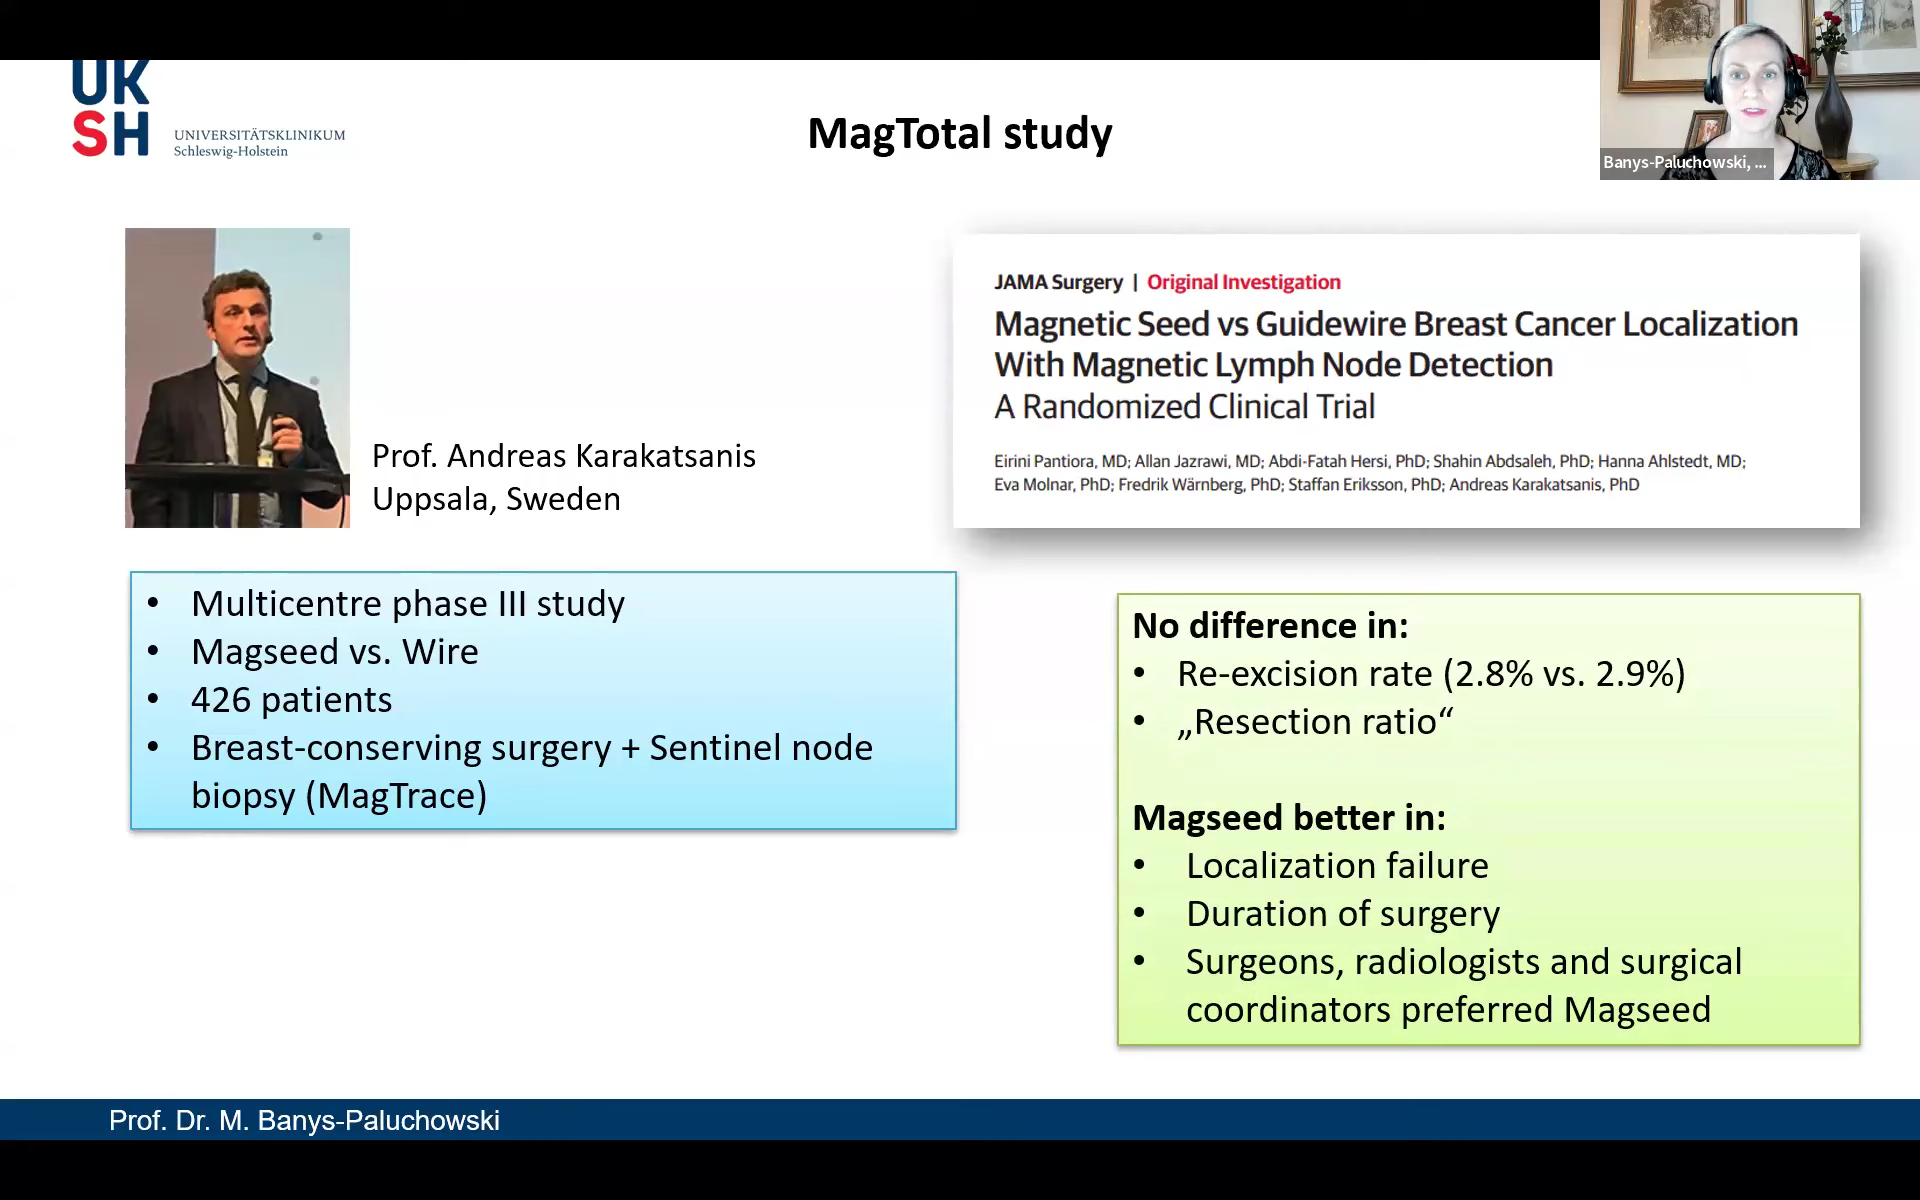 UK
SH
UNIVERSITÄTSKLINIKUM
Schleswig-Holstein
MagTotal study
Banys-Paluchowski, ...
Prof. Andreas Karakatsanis
Uppsala, Sweden
JAMA Surgery | Original Investigation
Magnetic Seed vs Guidewire Breast Cancer Localization
With Magnetic Lymph Node Detection
A Randomized Clinical Trial
Eirini Pantiora, MD; Allan Jazrawi, MD; Abdi-Fatah Hersi, PhD; Shahin Abdsaleh, PhD; Hanna Ahlstedt, MD;
Eva Molnar, PhD; Fredrik Wärnberg, PhD; Staffan Eriksson, PhD; Andreas Karakatsanis, PhD
• Multicentre phase III study
• Magseed vs. Wire
• 426 patients
• Breast-conserving surgery + Sentinel node
biopsy (MagTrace)
No difference in:
• Re-excision rate (2.8% vs. 2.9%)
• „Resection ratio“
Magseed better in:
• Localization failure
• Duration of surgery
• Surgeons, radiologists and surgical
coordinators preferred Magseed
Prof. Dr. M. Banys-Paluchowski